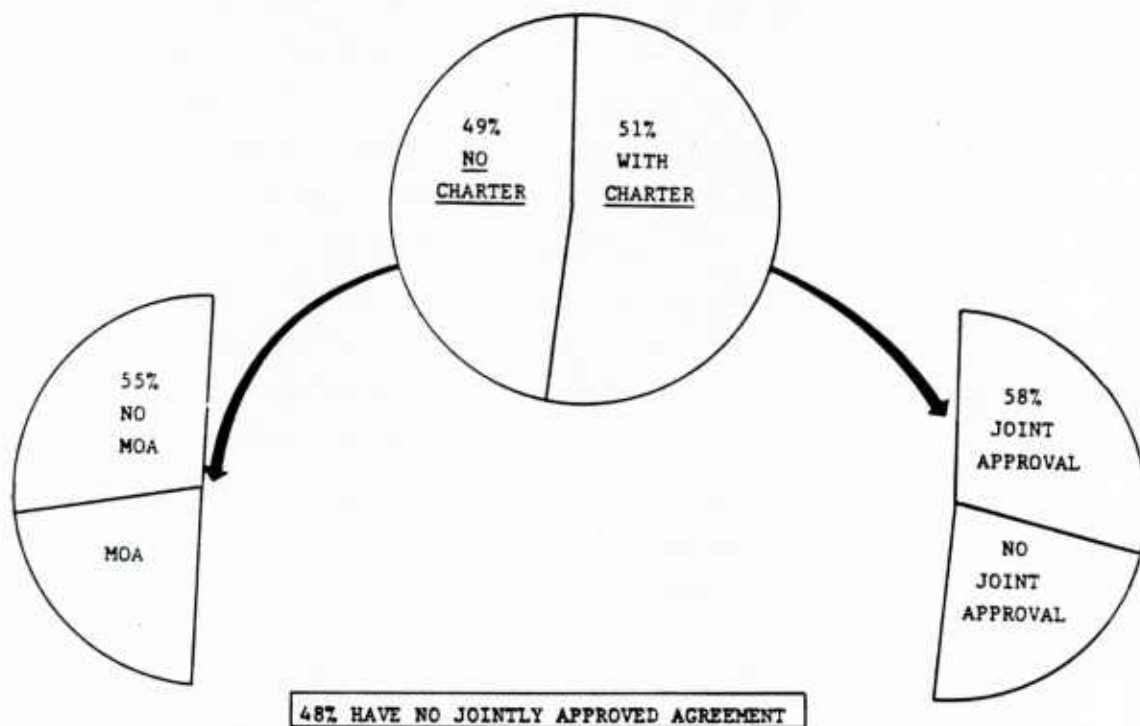 49%
NO
CHARTER
51%
WITH
CHARTER
55%
NO
MOA
MOA
58%
JOINT
APPROVAL
NO
JOINT
APPROVAL
48% HAVE NO JOINTLY APPROVED AGREEMENT